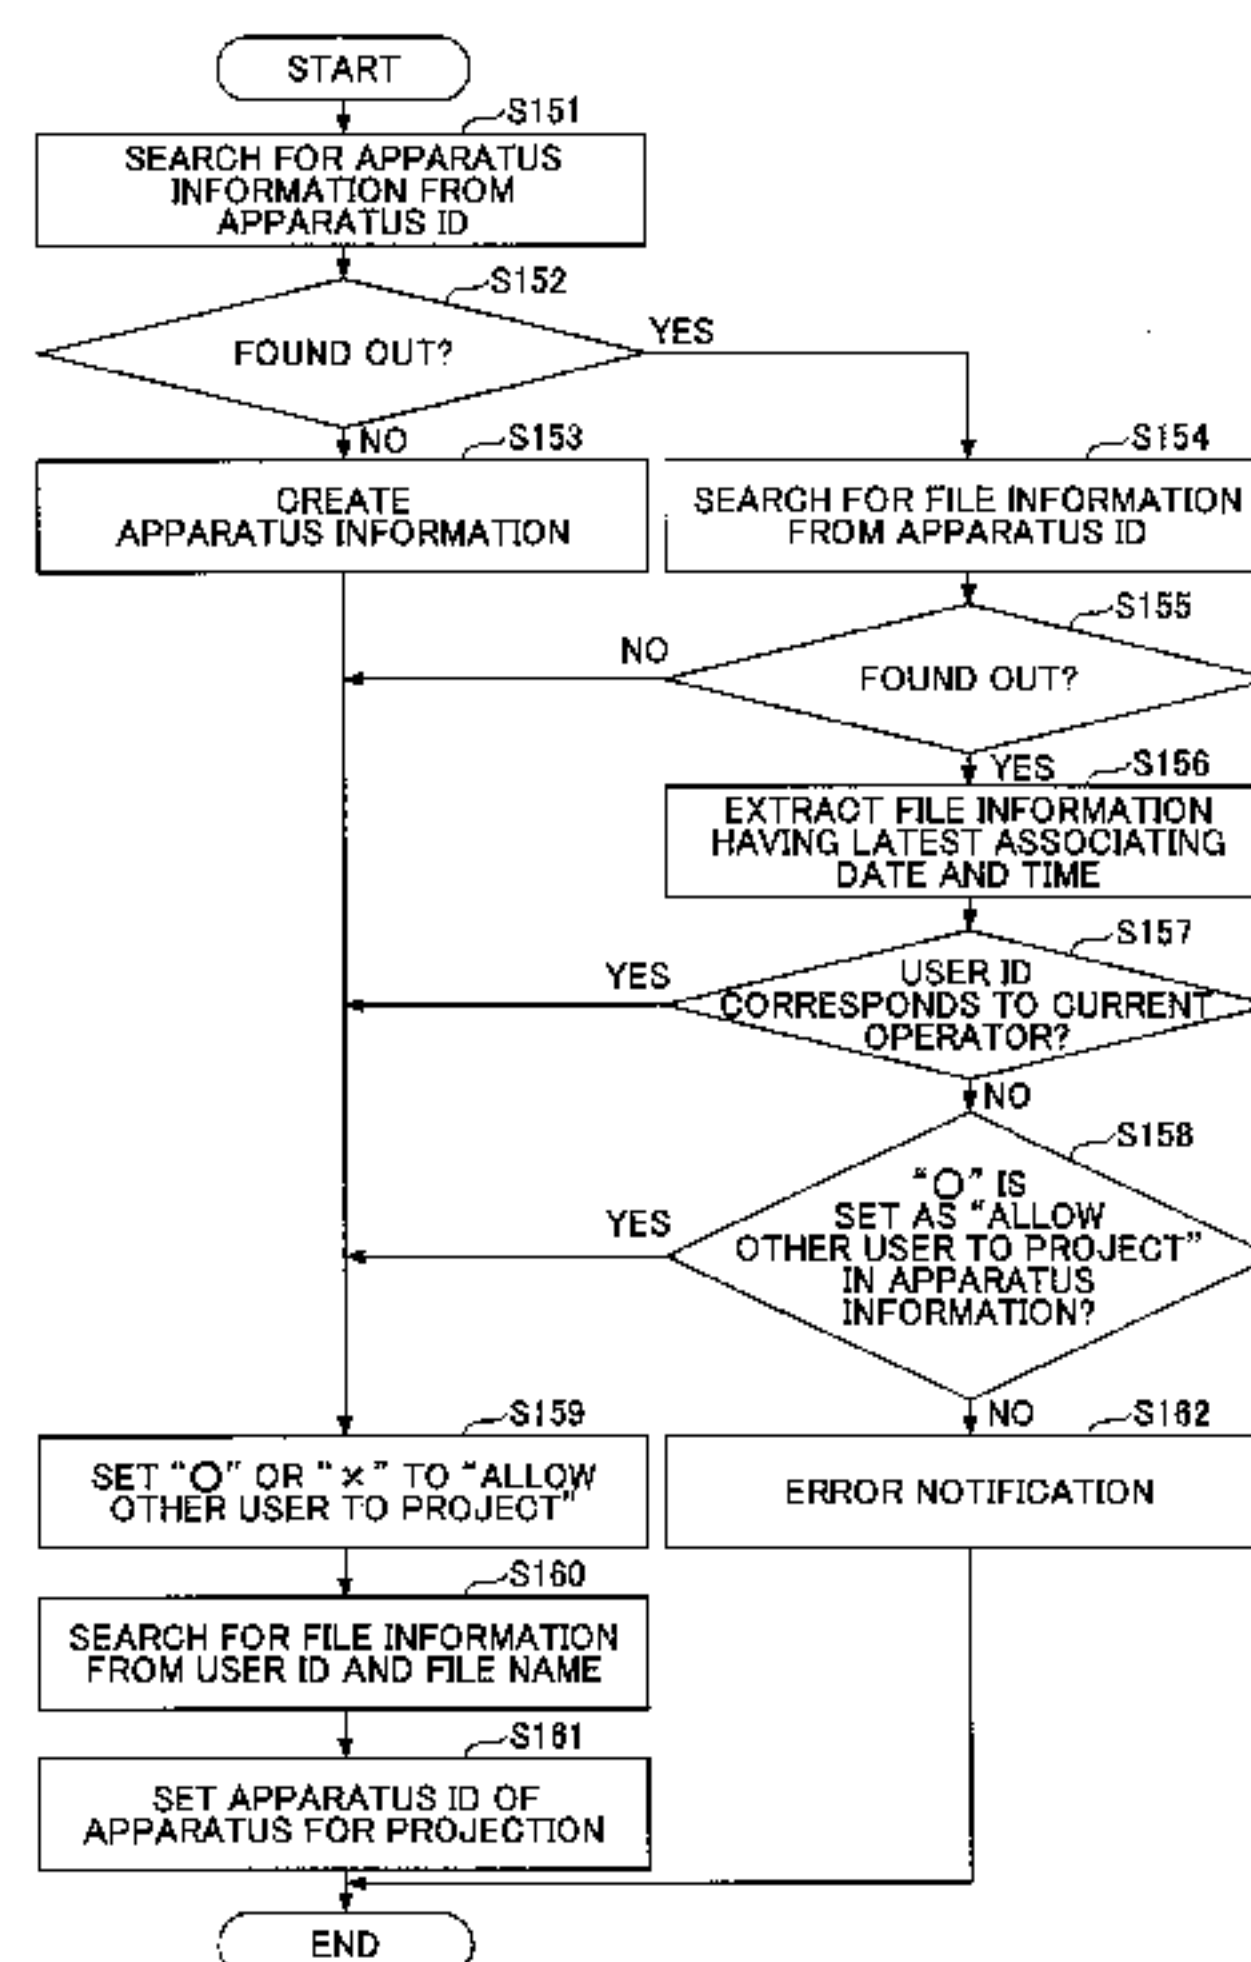 START
S151
SEARCH FOR APPARATUS
INFORMATION FROM
APPARATUS ID
S152
FOUND OUT?
YES
NO
S153
CREATE
APPARATUS INFORMATION
S154
SEARCH FOR FILE INFORMATION
FROM APPARATUS ID
S155
FOUND OUT?
NO
YES
S156
EXTRACT FILE INFORMATION
HAVING LATEST ASSOCIATING
DATE AND TIME
S157
USER ID
CORRESPONDS TO CURRENT
OPERATOR?
YES
NO
S158
“○” IS
SET AS “ALLOW
OTHER USER TO PROJECT”
IN APPARATUS
INFORMATION?
YES
NO
S159
SET “○” OR “×” TO “ALLOW
OTHER USER TO PROJECT”
S162
ERROR NOTIFICATION
S160
SEARCH FOR FILE INFORMATION
FROM USER ID AND FILE NAME
S161
SET APPARATUS ID OF
APPARATUS FOR PROJECTION
END